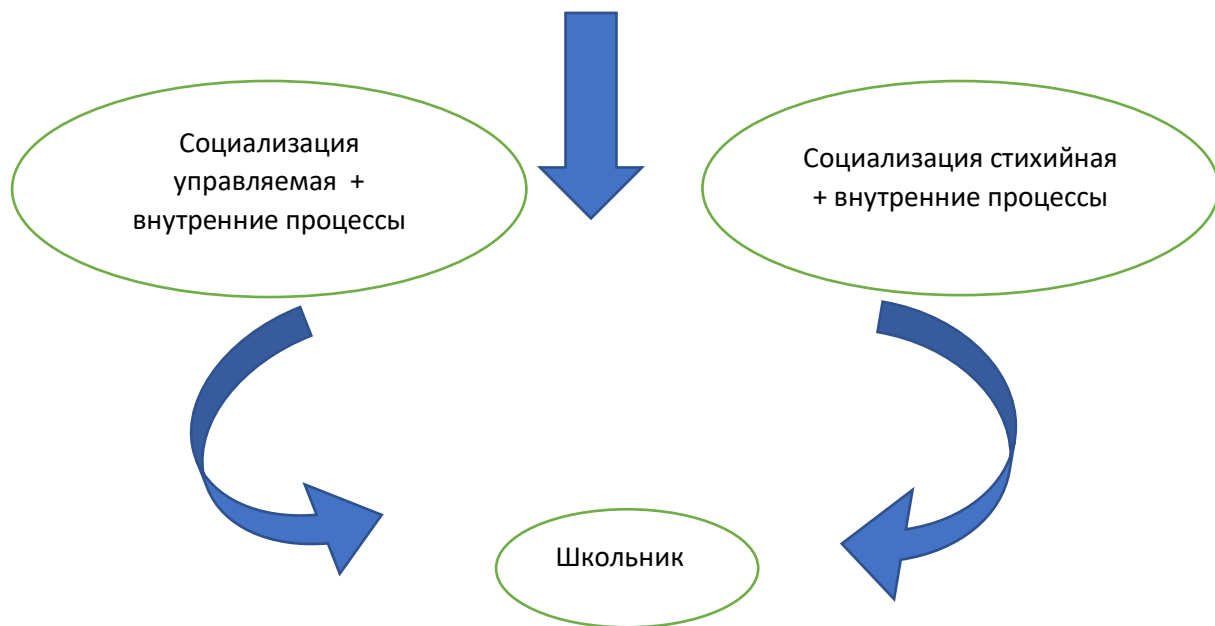 Социализация
управляемая +
внутренние процессы
Социализация стихийная
+ внутренние процессы
Школьник